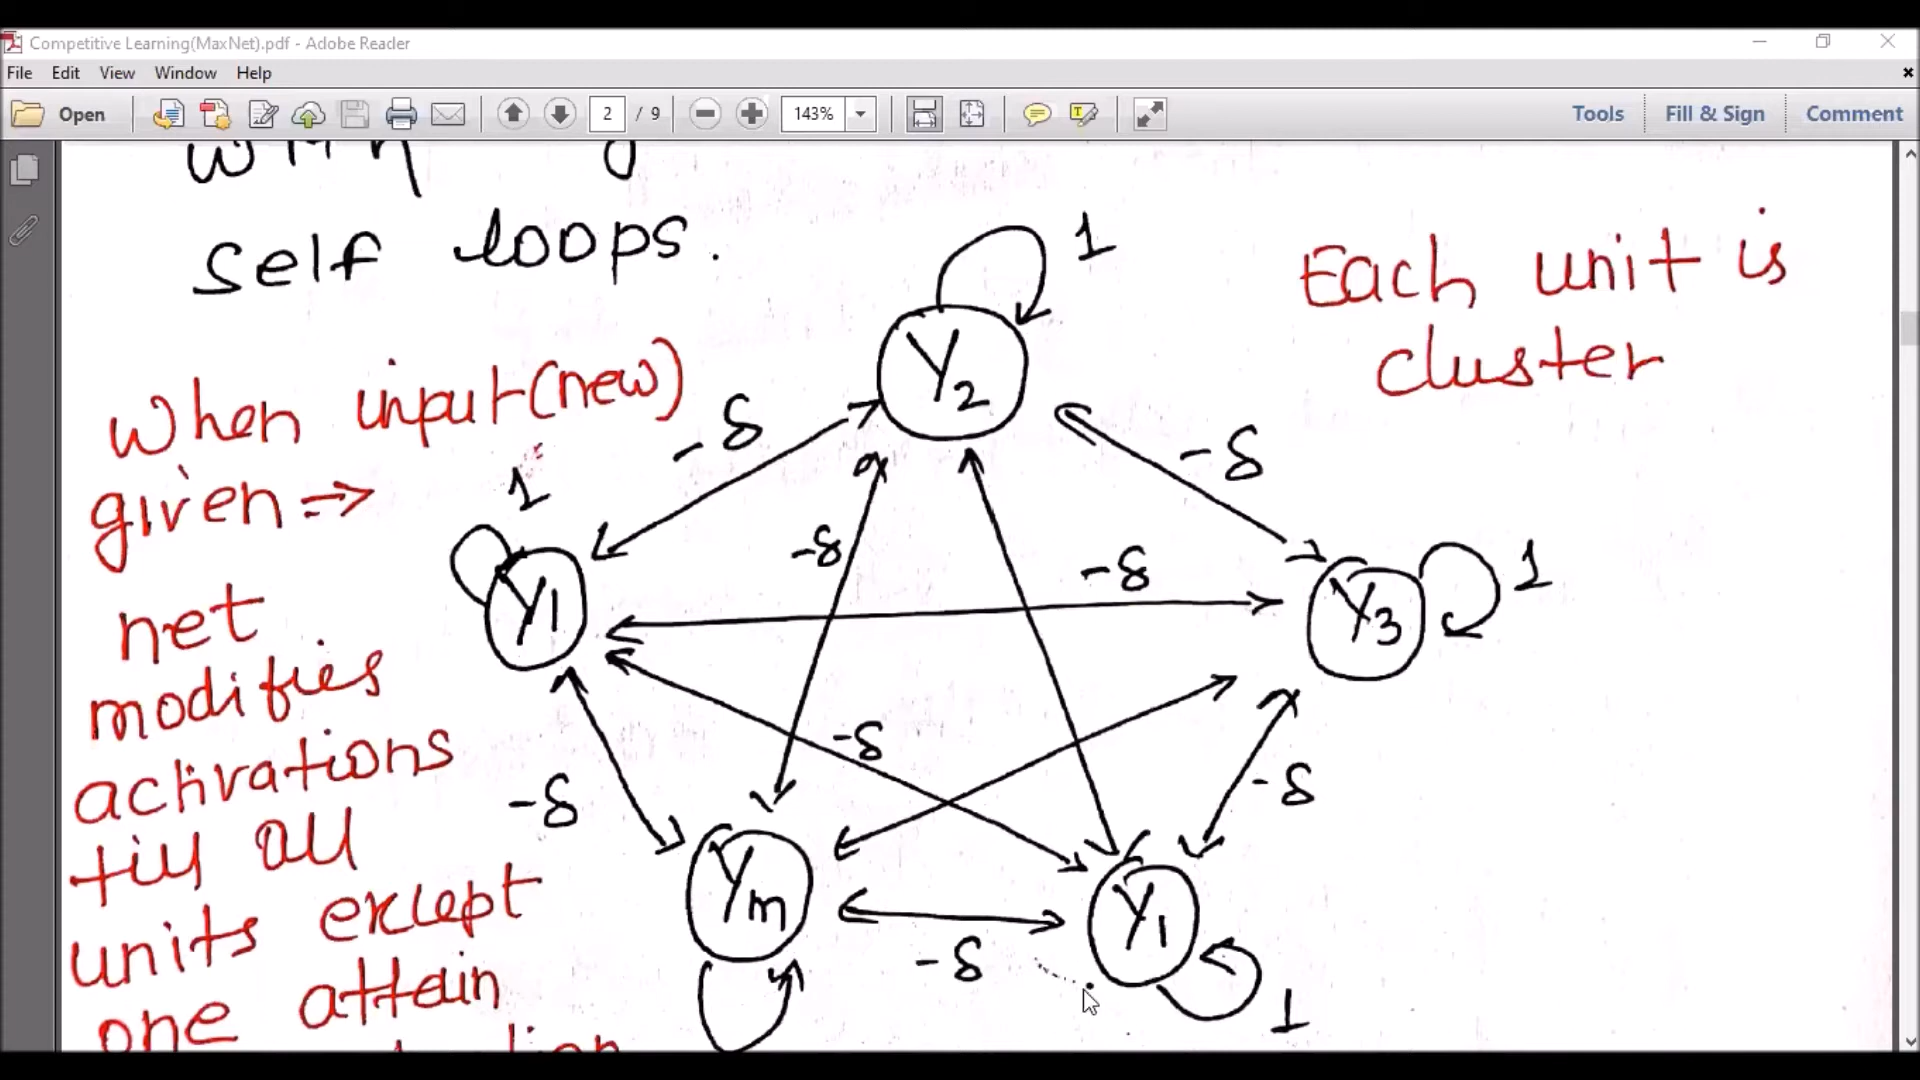 Competitive Learning(MaxNet).pdf - Adobe Reader
File Edit View Window Help
Open 2 / 9 143% Tools Fill & Sign Comment
with
self loops.
1
Each unit is
cluster
when input(new)
given =>
net
modifies
activations
till all
units except
one attain
Y2
-δ
-δ
1
-δ
-δ
Y1
Y3
1
-δ
-δ
-δ
Ym
Y1
-δ
1